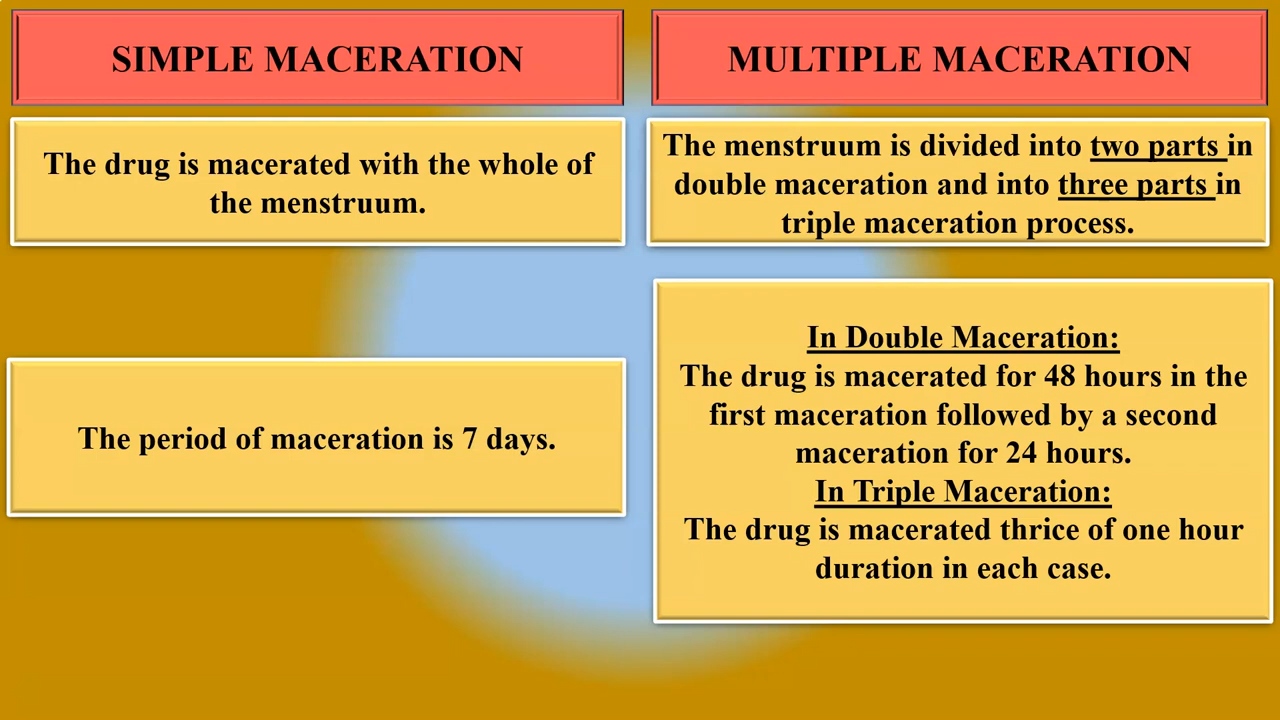 SIMPLE MACERATION
MULTIPLE MACERATION
The drug is macerated with the whole of
the menstruum.
The menstruum is divided into two parts in
double maceration and into three parts in
triple maceration process.
The period of maceration is 7 days.
In Double Maceration:
The drug is macerated for 48 hours in the
first maceration followed by a second
maceration for 24 hours.
In Triple Maceration:
The drug is macerated thrice of one hour
duration in each case.